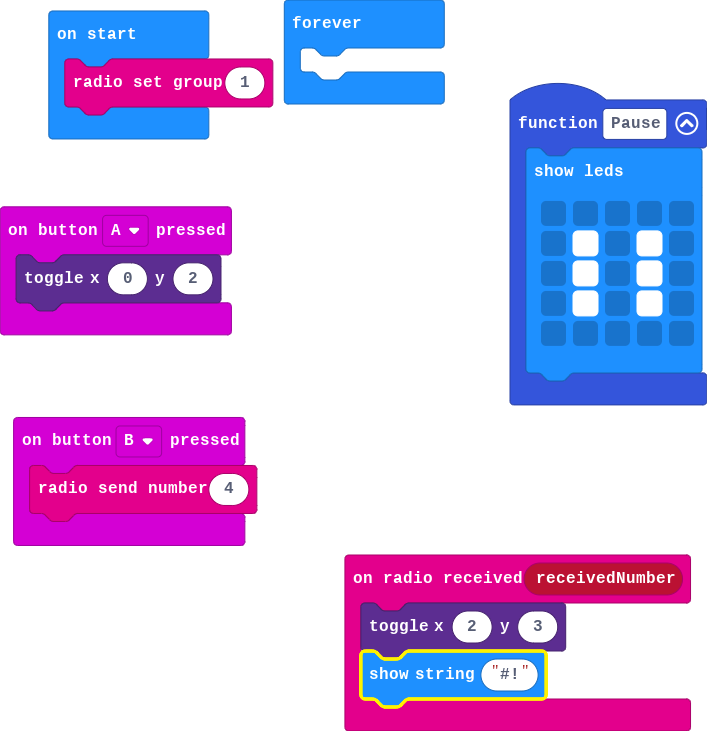 on start
radio set group 1
forever
function Pause
show leds
on button A pressed
toggle x 0 y 2
on button B pressed
radio send number 4
on radio received receivedNumber
toggle x 2 y 3
show string "#!"